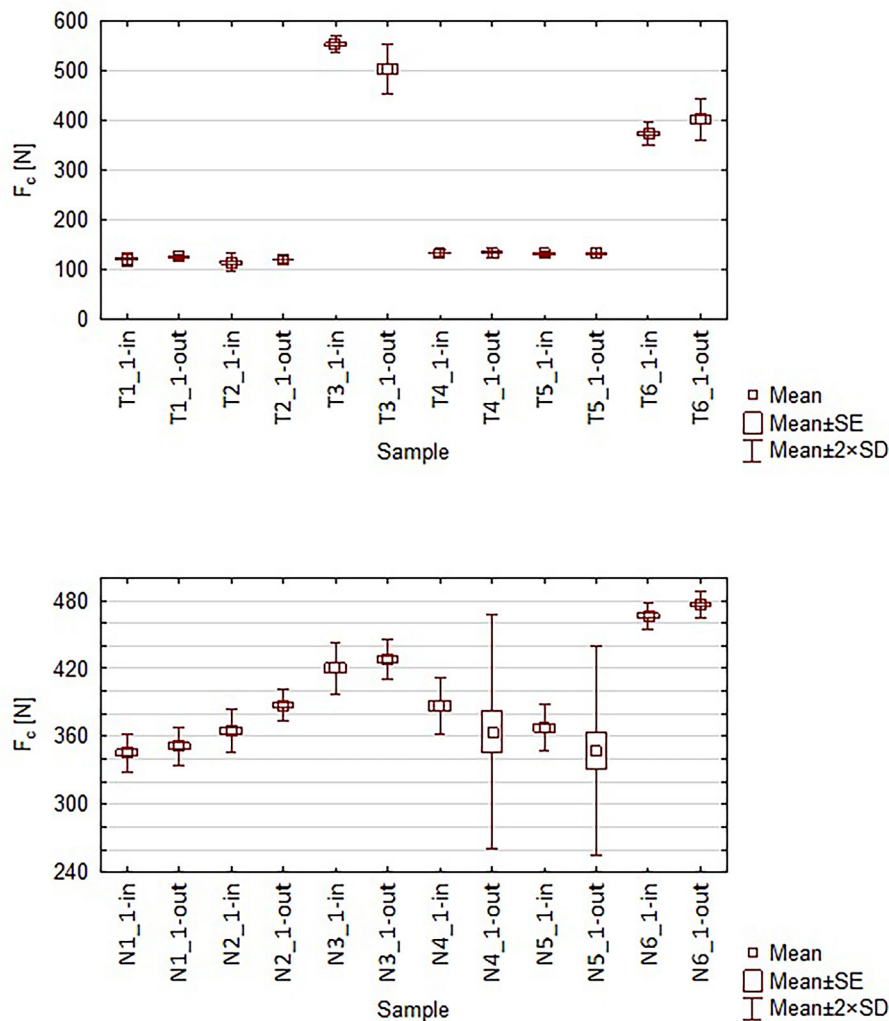 600
500
400
300
200
100
0
F_c [N]
T1_1-in
T1_1-out
T2_1-in
T2_1-out
T3_1-in
T3_1-out
T4_1-in
T4_1-out
T5_1-in
T5_1-out
T6_1-in
T6_1-out
Sample
Mean
Mean±SE
Mean±2×SD
480
420
360
300
240
F_c [N]
N1_1-in
N1_1-out
N2_1-in
N2_1-out
N3_1-in
N3_1-out
N4_1-in
N4_1-out
N5_1-in
N5_1-out
N6_1-in
N6_1-out
Sample
Mean
Mean±SE
Mean±2×SD